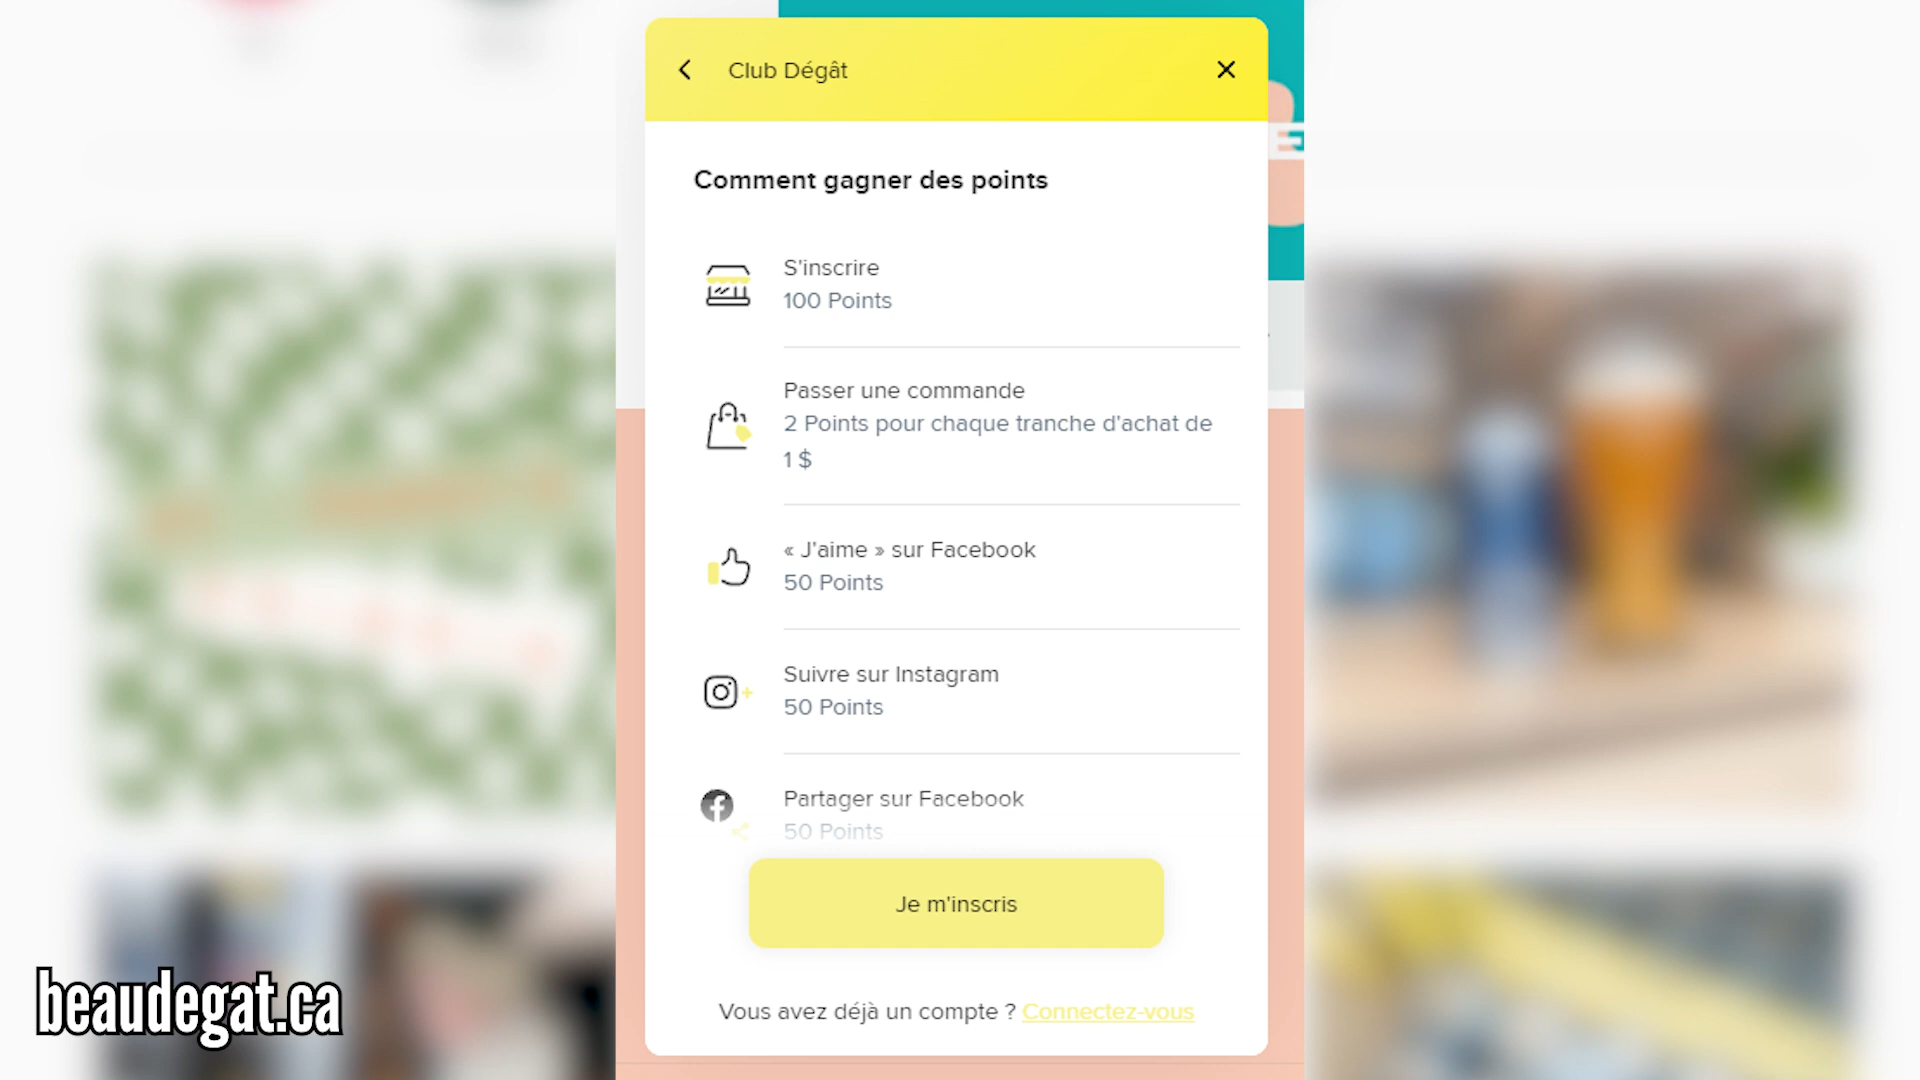 Club Dégât
Comment gagner des points
S'inscrire
100 Points
Passer une commande
2 Points pour chaque tranche d'achat de
1 $
« J'aime » sur Facebook
50 Points
Suivre sur Instagram
50 Points
Partager sur Facebook
50 Points
Je m'inscris
Vous avez déjà un compte ? Connectez-vous
beaudegat.ca